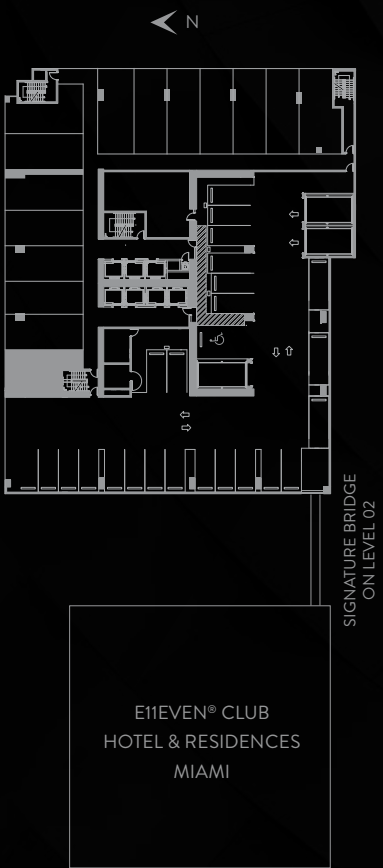 N
SIGNATURE BRIDGE
ON LEVEL 02
E11EVEN® CLUB
HOTEL & RESIDENCES
MIAMI